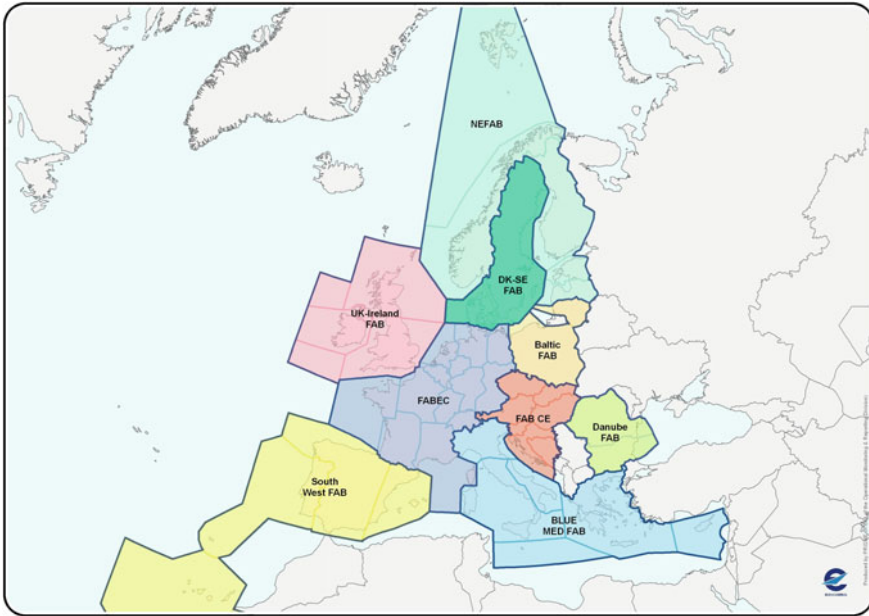 NEFAB
DK-SE
FAB
UK-Ireland
FAB
Baltic
FAB
FABEC
FAB CE
Danube
FAB
South
West FAB
BLUE
MED FAB
EUROCONTROL